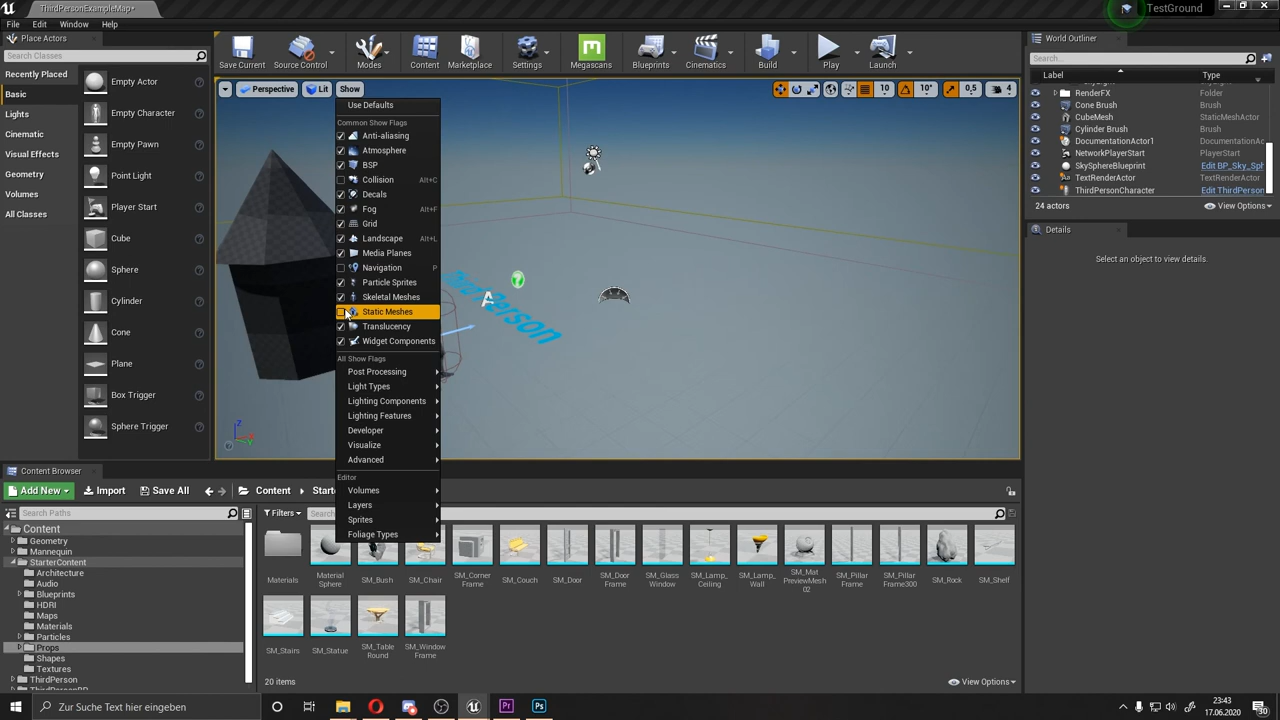 ThirdPersonExampleMap*
TestGround
File Edit Window Help
Place Actors
Search Classes
Recently Placed
Basic
Lights
Cinematic
Visual Effects
Geometry
Volumes
All Classes
Empty Actor
Empty Character
Empty Pawn
Point Light
Player Start
Cube
Sphere
Cylinder
Cone
Plane
Box Trigger
Sphere Trigger
Save Current
Source Control
Modes
Content
Marketplace
Settings
Megascans
Blueprints
Cinematics
Build
Play
Launch
Perspective
Lit
Show
10
10°
0,5
4
Use Defaults
Common Show Flags
Anti-aliasing
Atmosphere
BSP
Collision Alt+C
Decals
Fog Alt+F
Grid
Landscape Alt+L
Media Planes
Navigation P
Particle Sprites
Skeletal Meshes
Static Meshes
Translucency
Widget Components
All Show Flags
Post Processing
Light Types
Lighting Components
Lighting Features
Developer
Visualize
Advanced
Editor
Volumes
Layers
Sprites
Foliage Types
World Outliner
Search...
Label Type
RenderFX Folder
Cone Brush Brush
CubeMesh StaticMeshActor
Cylinder Brush Brush
DocumentationActor1
NetworkPlayerStart PlayerStart
SkySphereBlueprint Edit BP_Sky_Sph
TextRenderActor TextRenderActor
ThirdPersonCharacter Edit ThirdPerson
24 actors
View Options
Details
Select an object to view details.
Content Browser
Add New
Import
Save All
Content
Search Paths
Filters
Content
Geometry
Mannequin
StarterContent
Architecture
Audio
Blueprints
HDRI
Maps
Materials
Particles
Props
Shapes
Textures
ThirdPerson
ThirdPersonBP
Materials
Material Sphere
SM_Bush
SM_Chair
SM_Corner Frame
SM_Couch
SM_Door
SM_Door Frame
SM_Glass Window
SM_Lamp_ Ceiling
SM_Lamp_ Wall
SM_Mat PreviewMesh 02
SM_Pillar Frame
SM_Pillar Frame300
SM_Rock
SM_Shelf
SM_Stairs
SM_Statue
SM_Table Round
SM_Window Frame
20 items
View Options
Zur Suche Text hier eingeben
23:43
17.06.2020
30